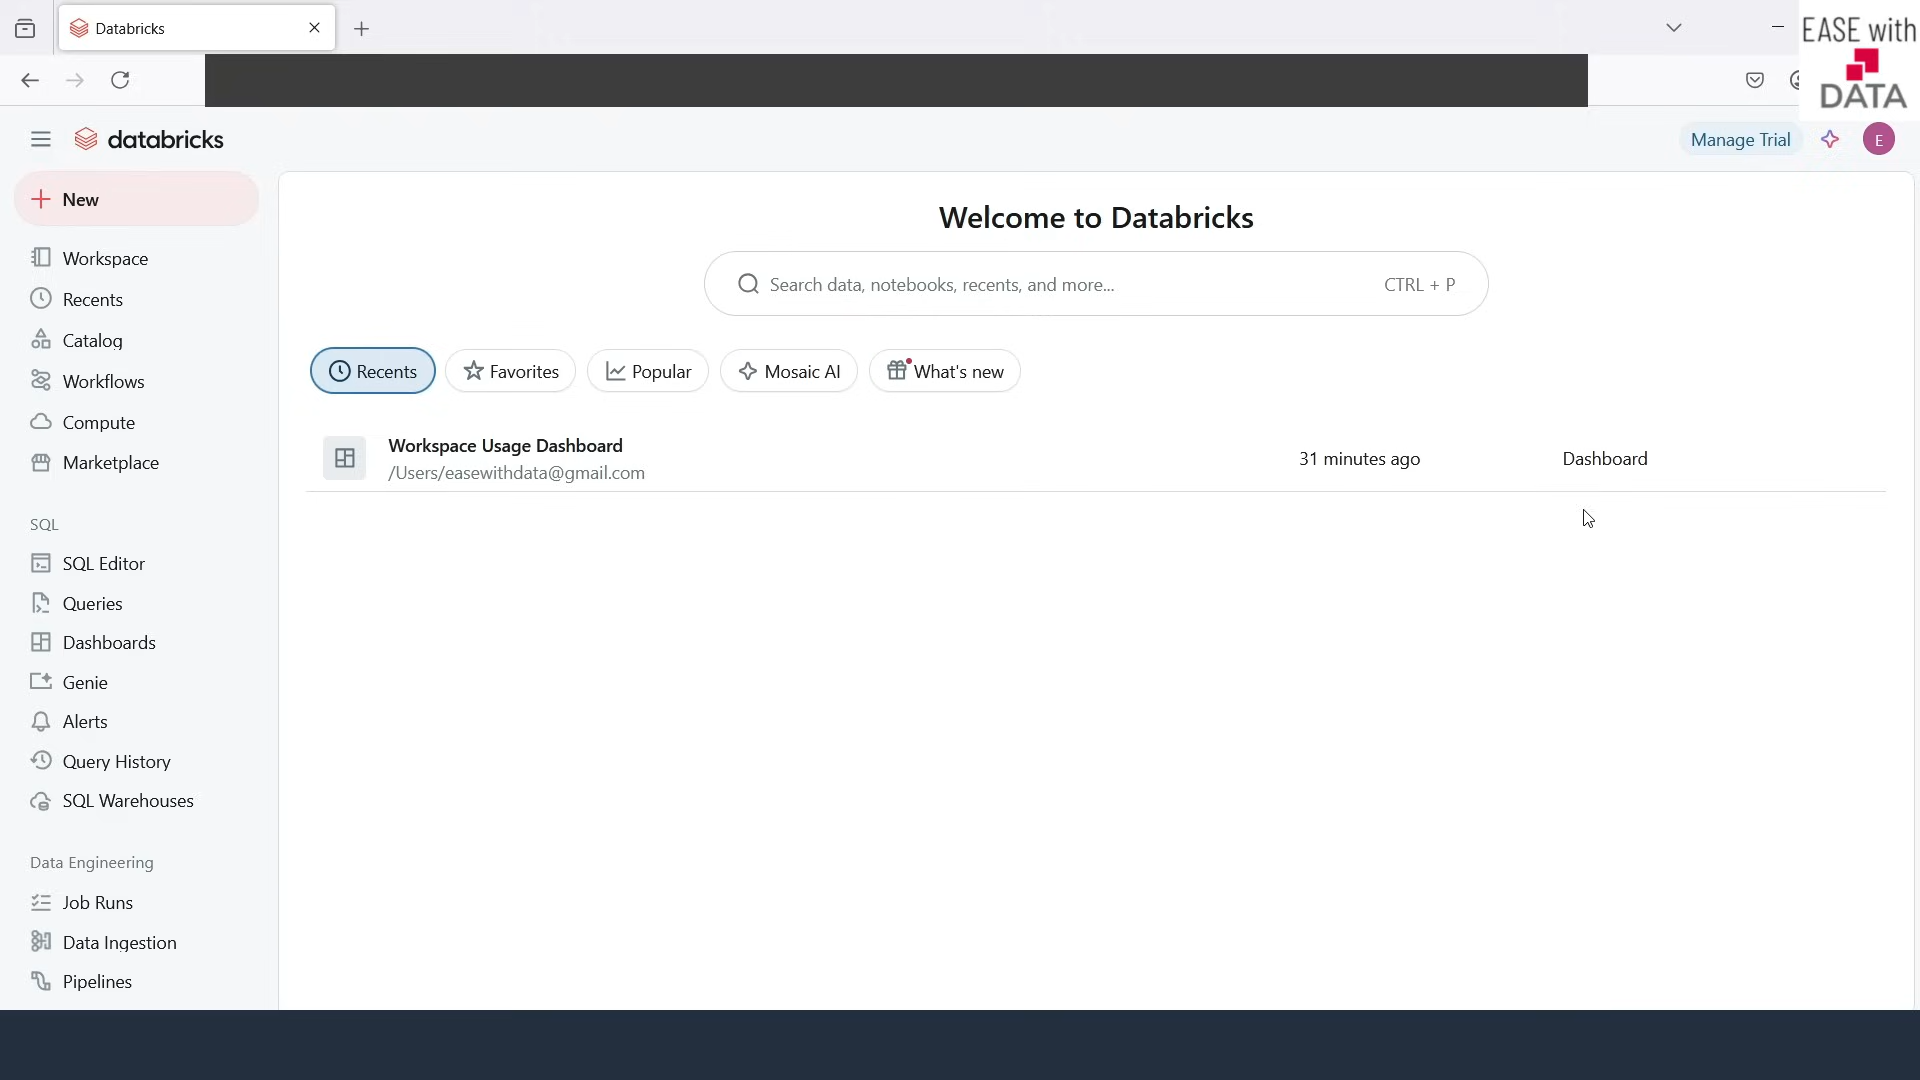 Databricks
EASE with
DATA
databricks
Manage Trial
E
New
Welcome to Databricks
Workspace
Search data, notebooks, recents, and more...
CTRL + P
Recents
Catalog
Recents
Favorites
Popular
Mosaic AI
What's new
Workflows
Compute
Marketplace
Workspace Usage Dashboard
/Users/easewithdata@gmail.com
31 minutes ago
Dashboard
SQL
SQL Editor
Queries
Dashboards
Genie
Alerts
Query History
SQL Warehouses
Data Engineering
Job Runs
Data Ingestion
Pipelines